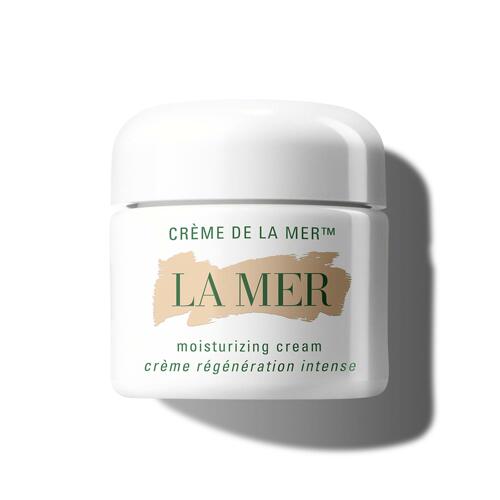 CRÈME DE LA MER™
LA MER
moisturizing cream
crème régénération intense